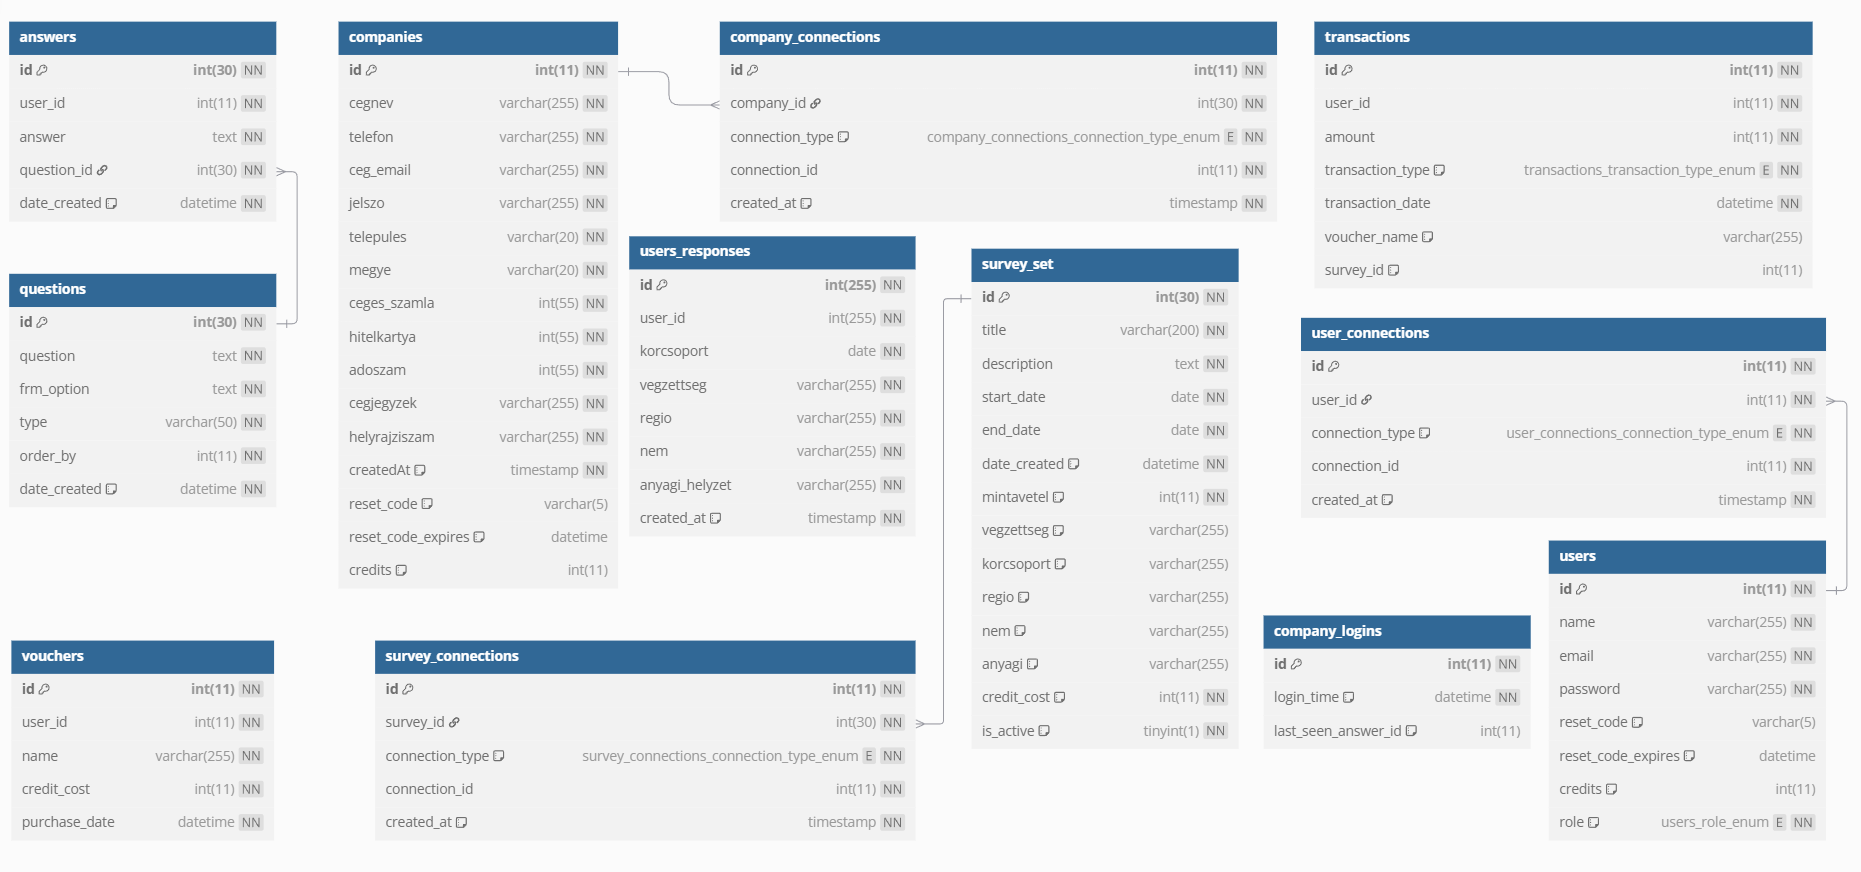 answers
id int(30) NN
user_id int(11) NN
answer text NN
question_id int(30) NN
date_created datetime NN
questions
id int(30) NN
question text NN
frm_option text NN
type varchar(50) NN
order_by int(11) NN
date_created datetime NN
companies
id int(11) NN
cegnev varchar(255) NN
telefon varchar(255) NN
ceg_email varchar(255) NN
jelszo varchar(255) NN
telepules varchar(20) NN
megye varchar(20) NN
ceges_szamla int(55) NN
hitelkartya int(55) NN
adoszam int(55) NN
cegjegyzek varchar(255) NN
helyrajziszam varchar(255) NN
createdAt timestamp NN
reset_code varchar(5)
reset_code_expires datetime
credits int(11)
company_connections
id int(11) NN
company_id int(30) NN
connection_type company_connections_connection_type_enum E NN
connection_id int(11) NN
created_at timestamp NN
transactions
id int(11) NN
user_id int(11) NN
amount int(11) NN
transaction_type transactions_transaction_type_enum E NN
transaction_date datetime NN
voucher_name varchar(255)
survey_id int(11)
users_responses
id int(255) NN
user_id int(255) NN
korcsoport date NN
vegzettseg varchar(255) NN
regio varchar(255) NN
nem varchar(255) NN
anyagi_helyzet varchar(255) NN
created_at timestamp NN
survey_set
id int(30) NN
title varchar(200) NN
description text NN
start_date date NN
end_date date NN
date_created datetime NN
mintavetel int(11) NN
vegzettseg varchar(255)
korcsoport varchar(255)
regio varchar(255)
nem varchar(255)
anyagi varchar(255)
credit_cost int(11) NN
is_active tinyint(1) NN
user_connections
id int(11) NN
user_id int(11) NN
connection_type user_connections_connection_type_enum E NN
connection_id int(11) NN
created_at timestamp NN
users
id int(11) NN
name varchar(255) NN
email varchar(255) NN
password varchar(255) NN
reset_code varchar(5)
reset_code_expires datetime
credits int(11)
role users_role_enum E NN
company_logins
id int(11) NN
login_time datetime NN
last_seen_answer_id int(11)
vouchers
id int(11) NN
user_id int(11) NN
name varchar(255) NN
credit_cost int(11) NN
purchase_date datetime NN
survey_connections
id int(11) NN
survey_id int(30) NN
connection_type survey_connections_connection_type_enum E NN
connection_id int(11) NN
created_at timestamp NN